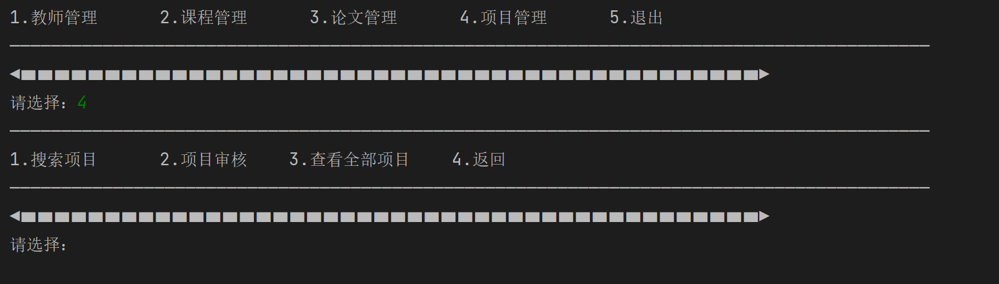 1.教师管理 2.课程管理 3.论文管理 4.项目管理 5.退出
请选择：4
1.搜索项目 2.项目审核 3.查看全部项目 4.返回
请选择：